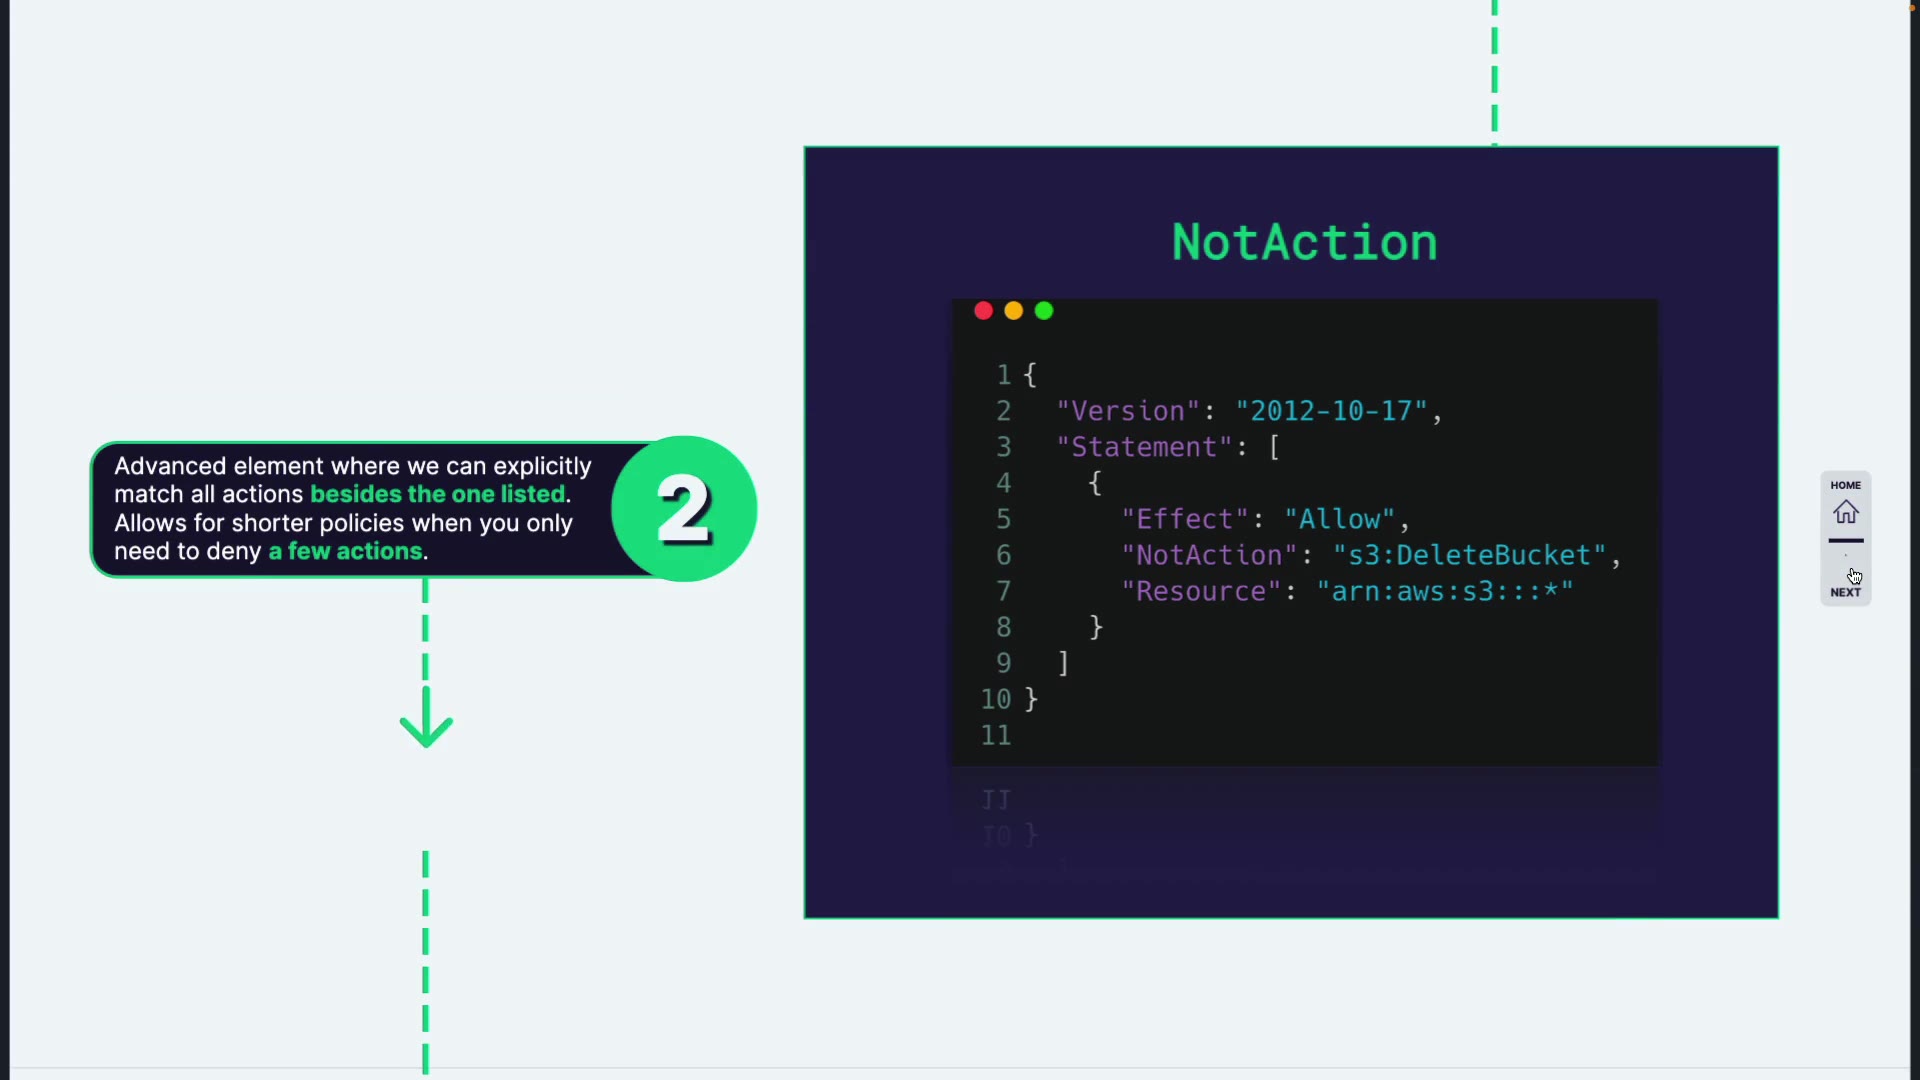 NotAction
1 {
2 "Version": "2012-10-17",
3 "Statement": [
4 {
5 "Effect": "Allow",
6 "NotAction": "s3:DeleteBucket",
7 "Resource": "arn:aws:s3:::*"
8 }
9 ]
10 }
11
Advanced element where we can explicitly
match all actions besides the one listed.
Allows for shorter policies when you only
need to deny a few actions.
2
HOME
NEXT